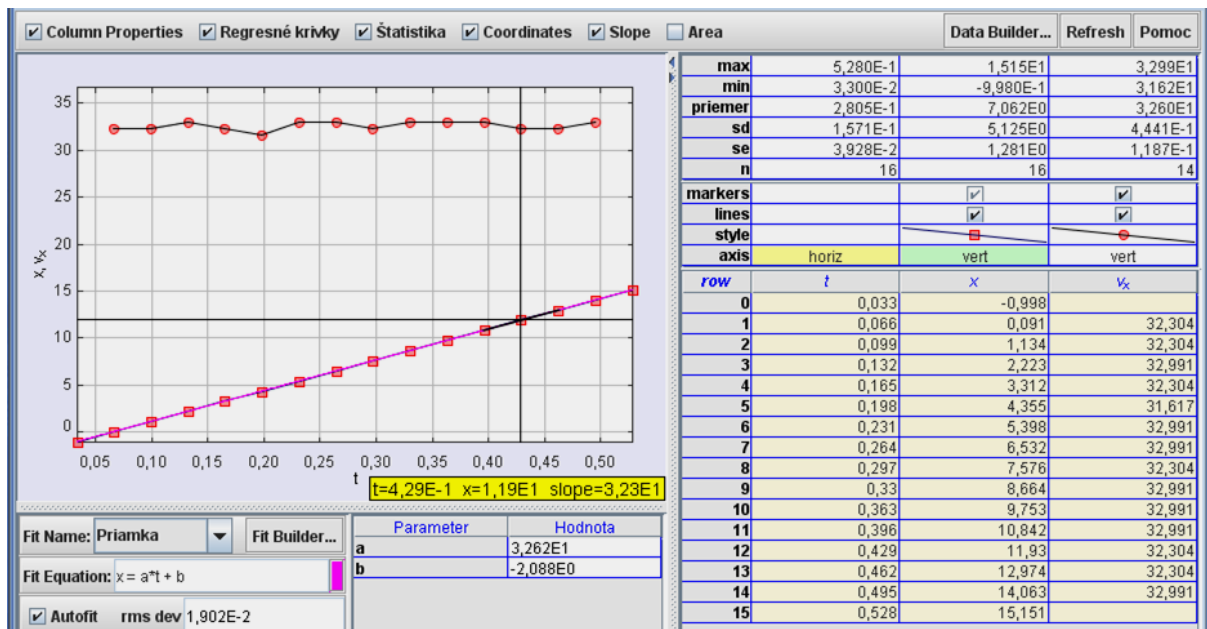 Column Properties Regresné krivky Štatistika Coordinates Slope Area Data Builder... Refresh Pomoc
35
30
25
20
15
10
5
0
x, vₓ
0,05 0,10 0,15 0,20 0,25 0,30 0,35 0,40 0,45 0,50
t
t=4,29E-1 x=1,19E1 slope=3,23E1
max 5,280E-1 1,515E1 3,299E1
min 3,300E-2 -9,980E-1 3,162E1
priemer 2,805E-1 7,062E0 3,260E1
sd 1,571E-1 5,125E0 4,441E-1
se 3,928E-2 1,281E0 1,187E-1
n 16 16 14
markers
lines
style
axis horiz vert vert
row t x vₓ
0 0,033 -0,998
1 0,066 0,091 32,304
2 0,099 1,134 32,304
3 0,132 2,223 32,991
4 0,165 3,312 32,304
5 0,198 4,355 31,617
6 0,231 5,398 32,991
7 0,264 6,532 32,991
8 0,297 7,576 32,304
9 0,33 8,664 32,991
10 0,363 9,753 32,991
11 0,396 10,842 32,991
12 0,429 11,93 32,304
13 0,462 12,974 32,304
14 0,495 14,063 32,991
15 0,528 15,151
Fit Name: Priamka Fit Builder...
Fit Equation: x = a*t + b
Autofit rms dev 1,902E-2
Parameter Hodnota
a 3,262E1
b -2,088E0